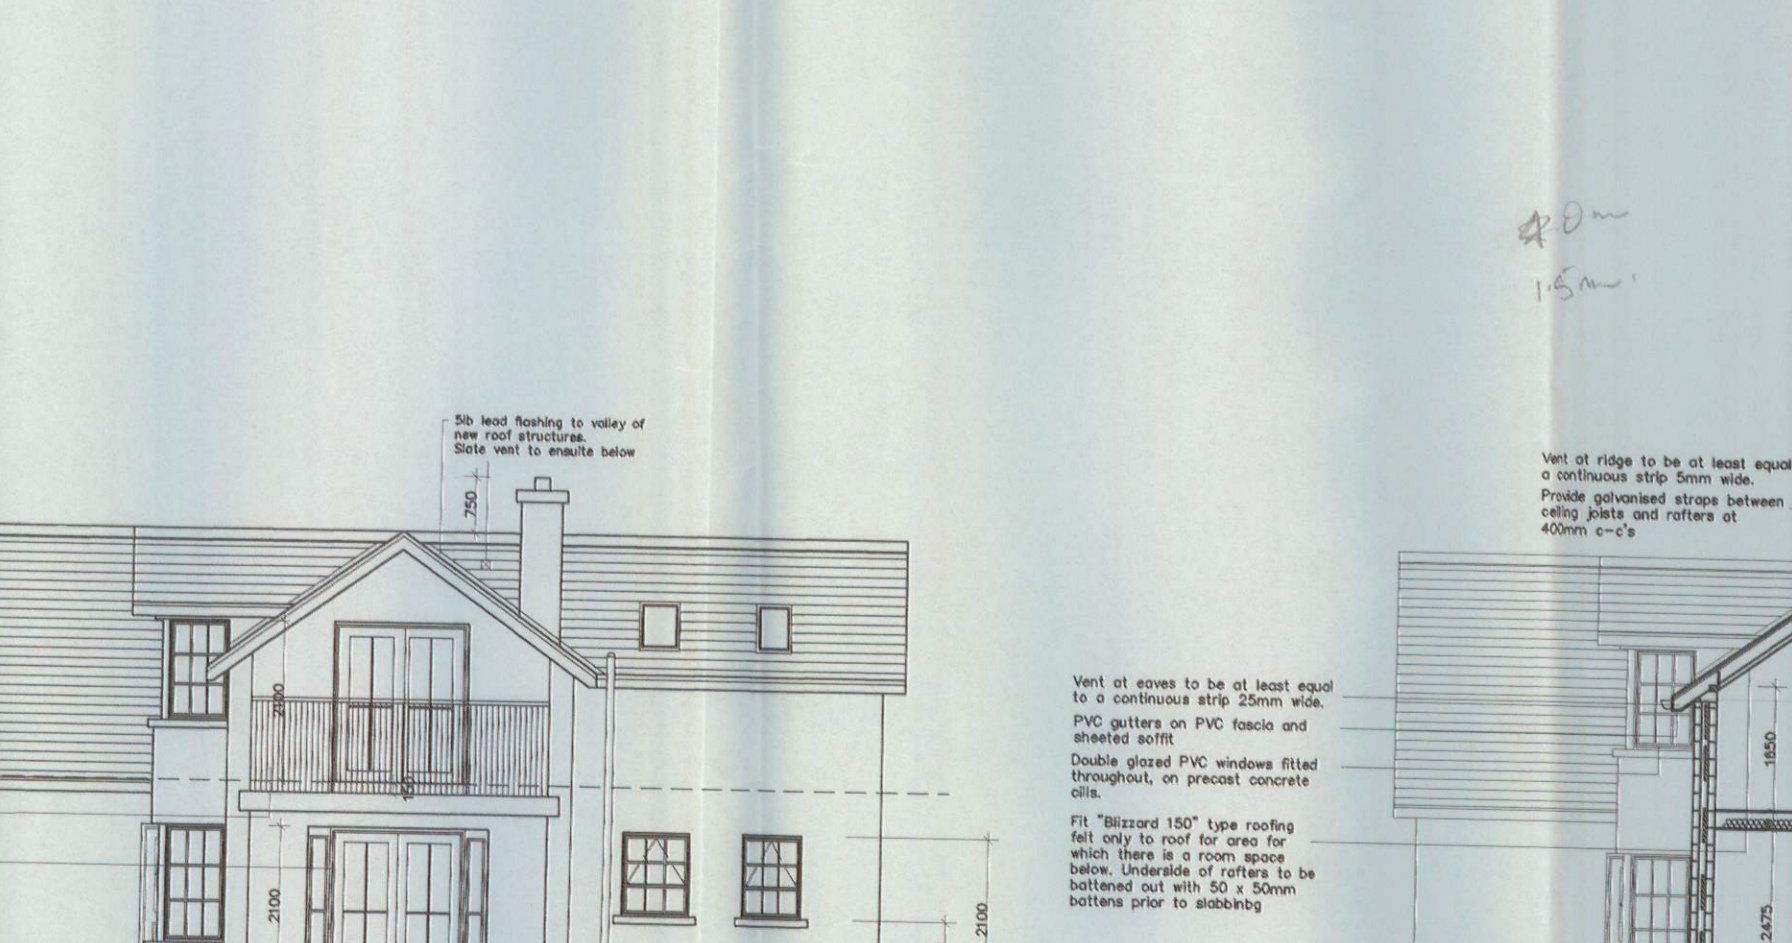 4.0m
1.5m.
5lb lead flashing to valley of
new roof structures.
Slate vent to ensuite below
750
2100
150
2100
2100
Vent at ridge to be at least equal
a continuous strip 5mm wide.
Provide galvanised straps between
ceiling joists and rafters at
400mm c-c's
Vent at eaves to be at least equal
to a continuous strip 25mm wide.
PVC gutters on PVC fascia and
sheeted soffit
Double glazed PVC windows fitted
throughout, on precast concrete
cills.
Fit "Blizzard 150" type roofing
felt only to roof for area for
which there is a room space
below. Underside of rafters to be
battened out with 50 x 50mm
battens prior to slabbinbg
1650
2475